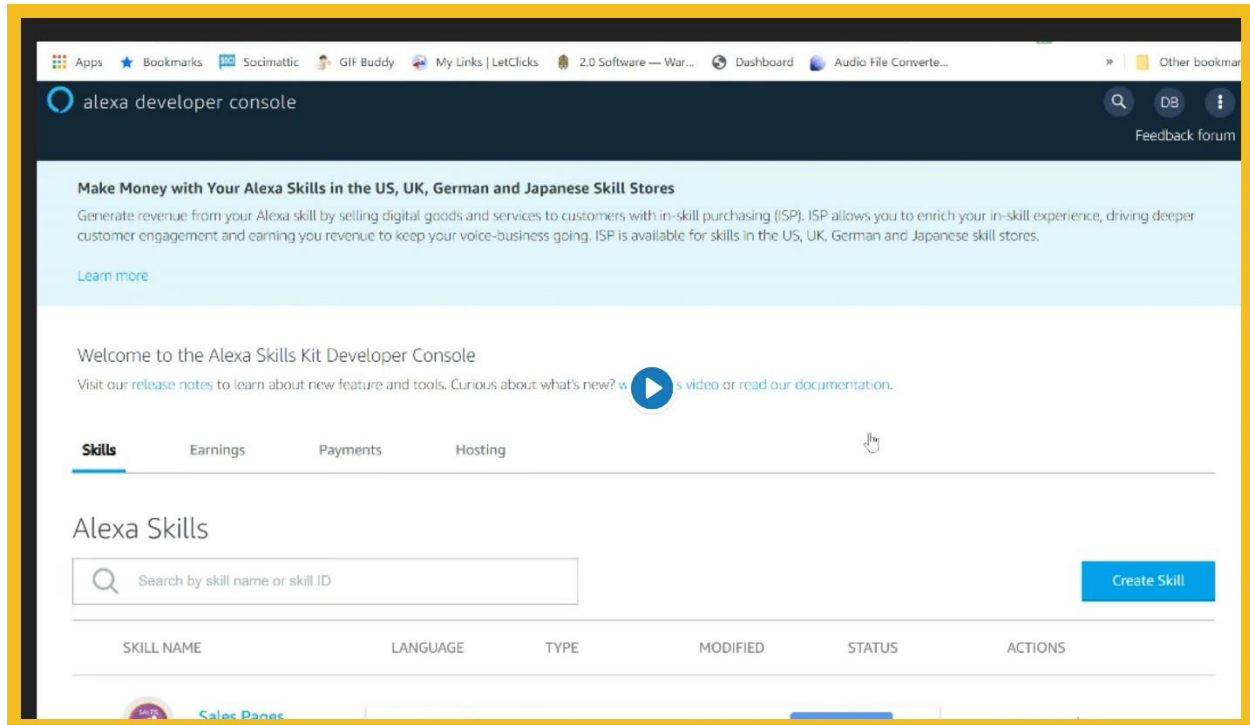 Apps Bookmarks Socimattic GIF Buddy My Links | LetClicks 2.0 Software — War... Dashboard Audio File Converte... » Other bookmar
alexa developer console DB
Feedback forum
Make Money with Your Alexa Skills in the US, UK, German and Japanese Skill Stores
Generate revenue from your Alexa skill by selling digital goods and services to customers with in-skill purchasing (ISP). ISP allows you to enrich your in-skill experience, driving deeper
customer engagement and earning you revenue to keep your voice-business going. ISP is available for skills in the US, UK, German and Japanese skill stores.
Learn more
Welcome to the Alexa Skills Kit Developer Console
Visit our release notes to learn about new feature and tools. Curious about what's new? video or read our documentation.
Skills Earnings Payments Hosting
Alexa Skills
Search by skill name or skill ID
Create Skill
SKILL NAME LANGUAGE TYPE MODIFIED STATUS ACTIONS
SALES
Sales Pages